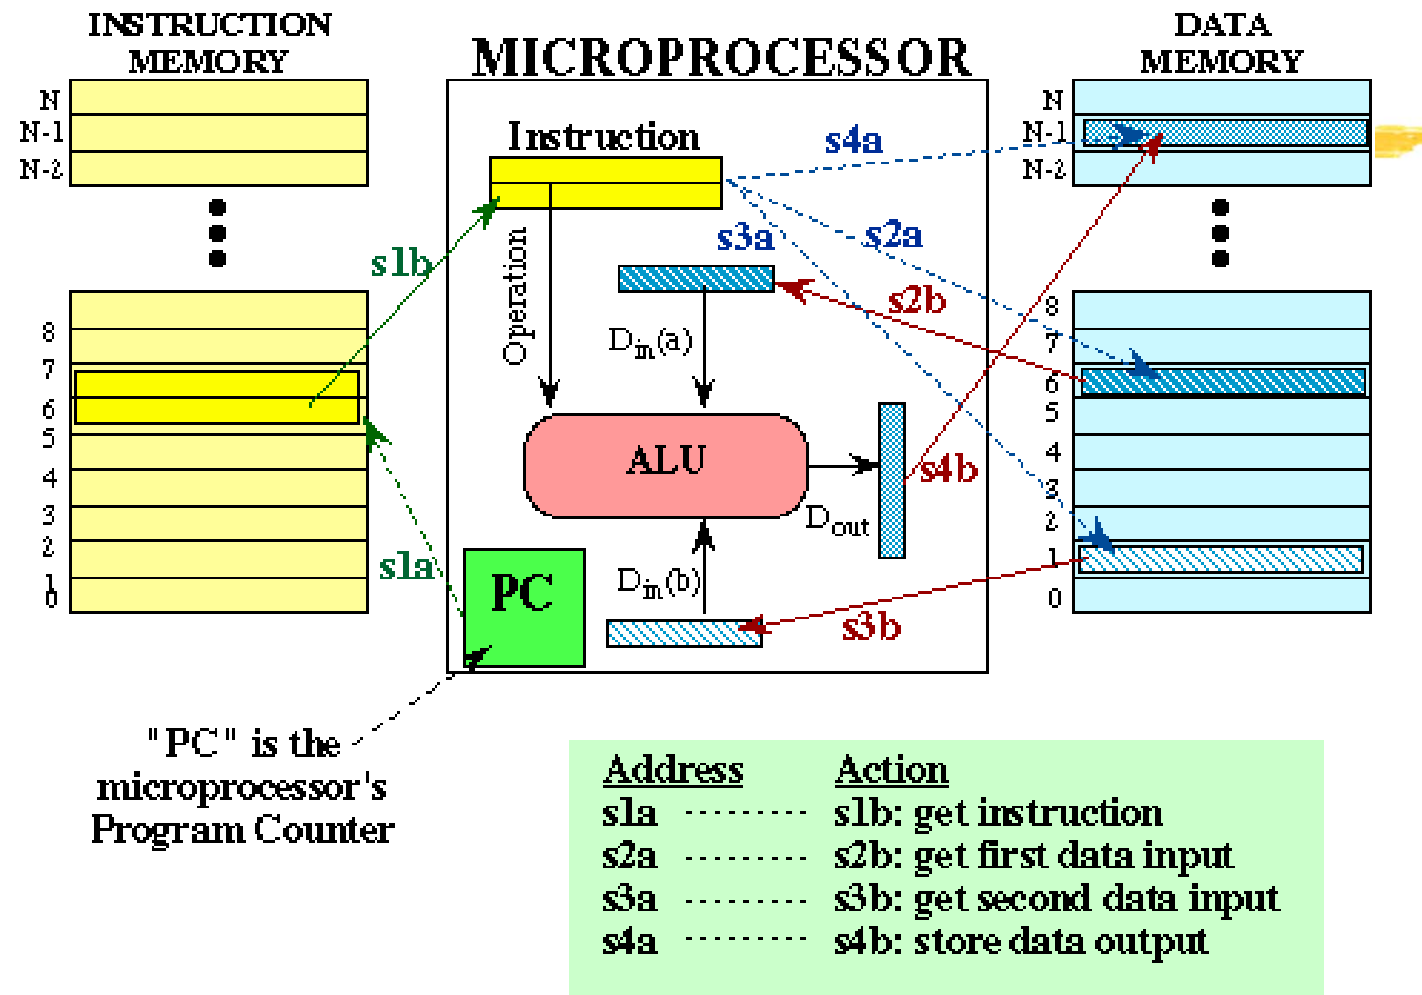 INSTRUCTION
MEMORY
MICROPROCESSOR
DATA
MEMORY
N
N-1
N-2
8
7
6
5
4
3
2
1
0
s1b
s1a
Instruction
Operation
D_in(a)
ALU
D_out
D_in(b)
PC
s4a
s3a
s2a
s2b
s4b
s3b
N
N-1
N-2
8
7
6
5
4
3
2
1
0
"PC" is the
microprocessor's
Program Counter
Address Action
s1a -------- s1b: get instruction
s2a -------- s2b: get first data input
s3a -------- s3b: get second data input
s4a -------- s4b: store data output